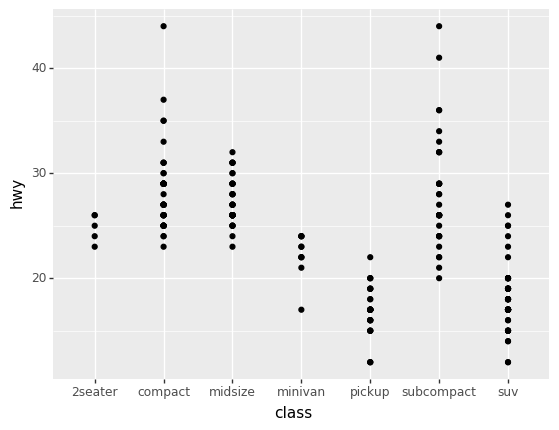 hwy
40
30
20
2seater compact midsize minivan pickup subcompact suv
class